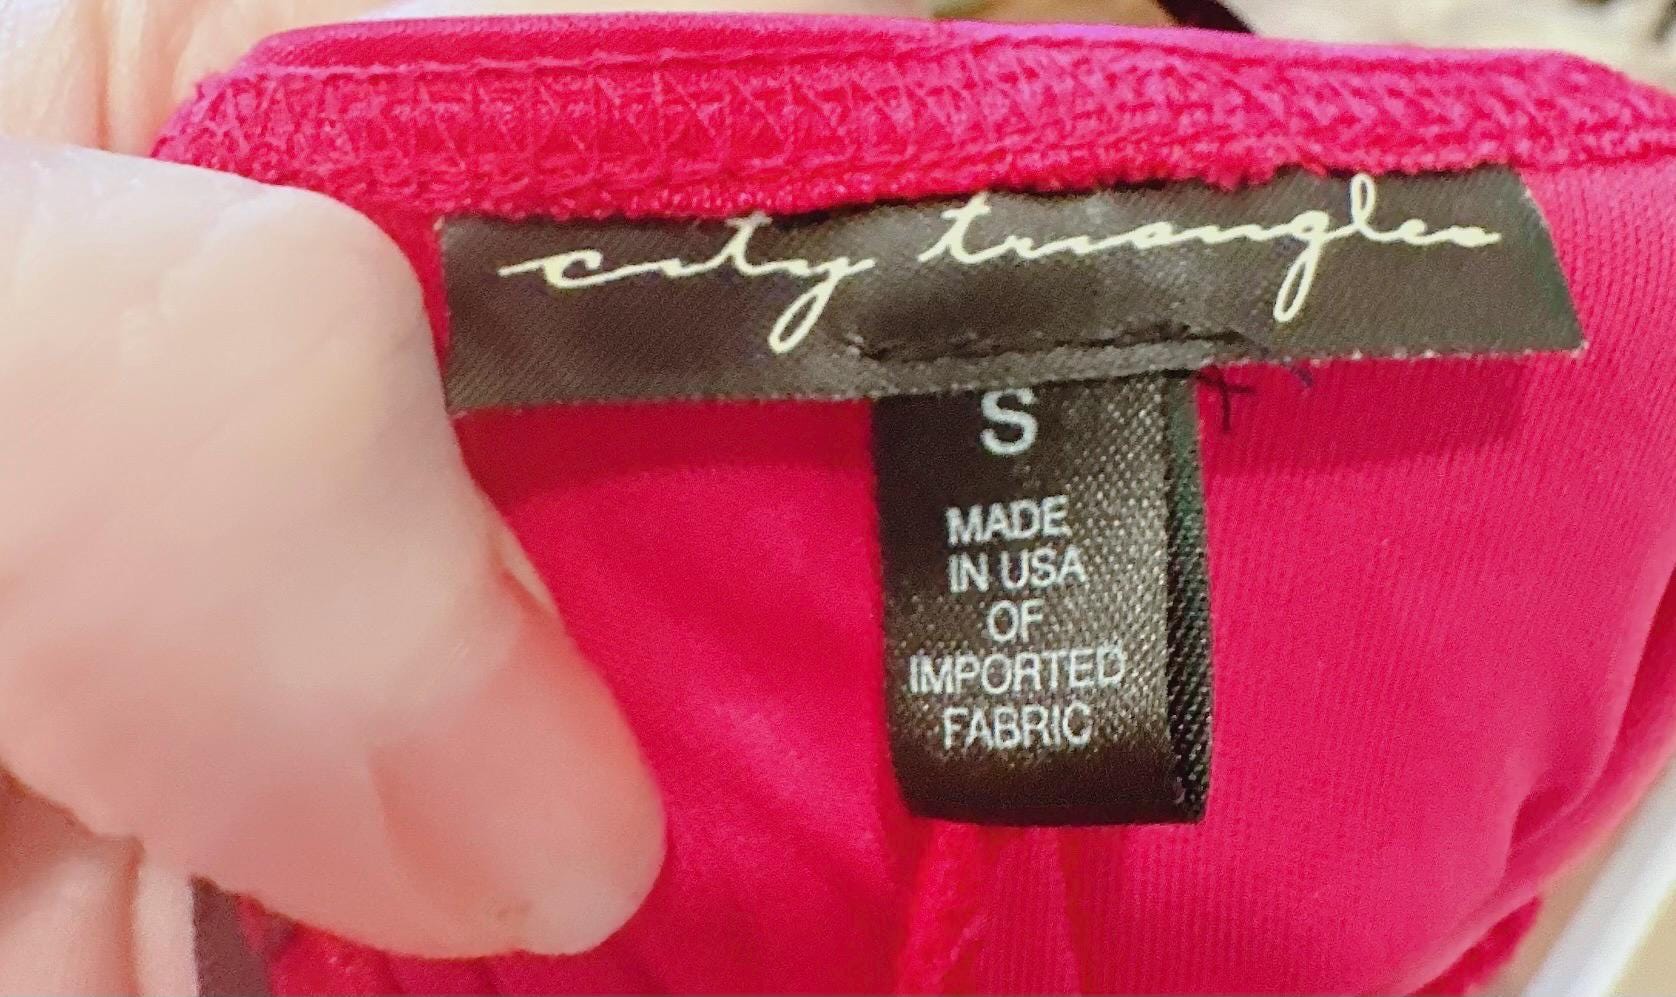 city triangles
S
MADE
IN USA
OF
IMPORTED
FABRIC